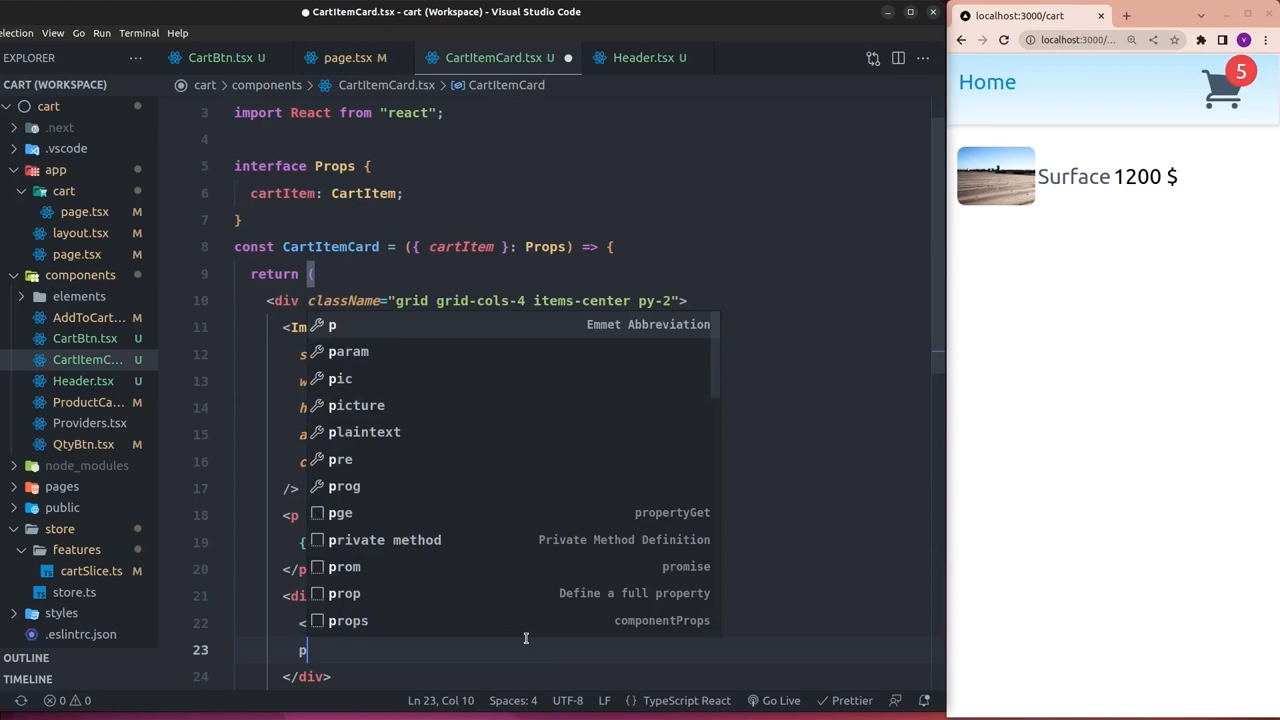 CartItemCard.tsx - cart (Workspace) - Visual Studio Code
election View Go Run Terminal Help
EXPLORER
CartBtn.tsx U
page.tsx M
CartItemCard.tsx U
Header.tsx U
CART (WORKSPACE)
cart
.next
.vscode
app
cart
page.tsx M
layout.tsx M
page.tsx M
components
elements
AddToCart... M
CartBtn.tsx U
CartItemC... U
Header.tsx U
ProductCa... M
Providers.tsx
QtyBtn.tsx M
node_modules
pages
public
store
features
cartSlice.ts M
store.ts
styles
.eslintrc.json
OUTLINE
TIMELINE
cart > components > CartItemCard.tsx > CartItemCard
3 import React from "react";
4
5 interface Props {
6 cartItem: CartItem;
7 }
8 const CartItemCard = ({ cartItem }: Props) => {
9 return (
10 <div className="grid grid-cols-4 items-center py-2">
11 <Im
12 s
13 w
14 h
15 a
16 c
17 />
18 <p
19 {
20 </p
21 <di
22 <
23 p
24 </div>
p Emmet Abbreviation
param
pic
picture
plaintext
pre
prog
pge propertyGet
private method Private Method Definition
prom promise
prop Define a full property
props componentProps
0 0
Ln 23, Col 10 Spaces: 4 UTF-8 LF {} TypeScript React Go Live Prettier
localhost:3000/cart
localhost:3000/...
V
Home
5
Surface 1200 $